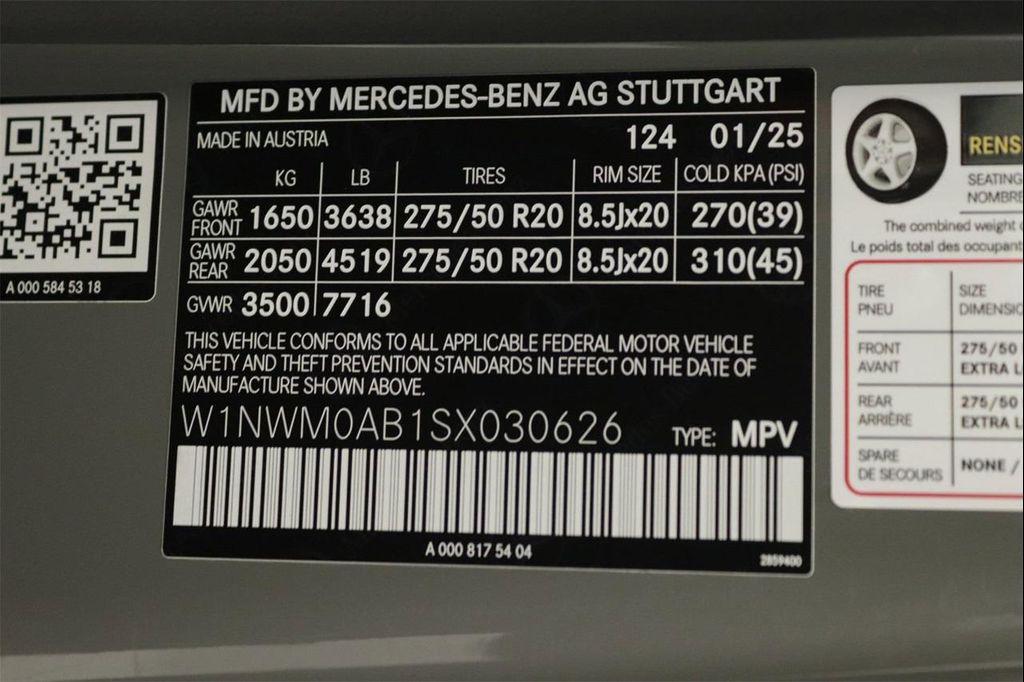 A 000 584 53 18
MFD BY MERCEDES-BENZ AG STUTTGART
MADE IN AUSTRIA 124 01/25
KG LB TIRES RIM SIZE COLD KPA (PSI)
GAWR FRONT 1650 3638 275/50 R20 8.5Jx20 270(39)
GAWR REAR 2050 4519 275/50 R20 8.5Jx20 310(45)
GVWR 3500 7716
THIS VEHICLE CONFORMS TO ALL APPLICABLE FEDERAL MOTOR VEHICLE
SAFETY AND THEFT PREVENTION STANDARDS IN EFFECT ON THE DATE OF
MANUFACTURE SHOWN ABOVE.
W1NWM0AB1SX030626 TYPE: MPV
A 000 817 54 04
2859400
RENS
SEATING
NOMBRE
The combined weight
Le poids total des occupant
TIRE SIZE
PNEU DIMENSIO
FRONT 275/50
AVANT EXTRA L
REAR 275/50
ARRIÈRE EXTRA L
SPARE NONE /
DE SECOURS